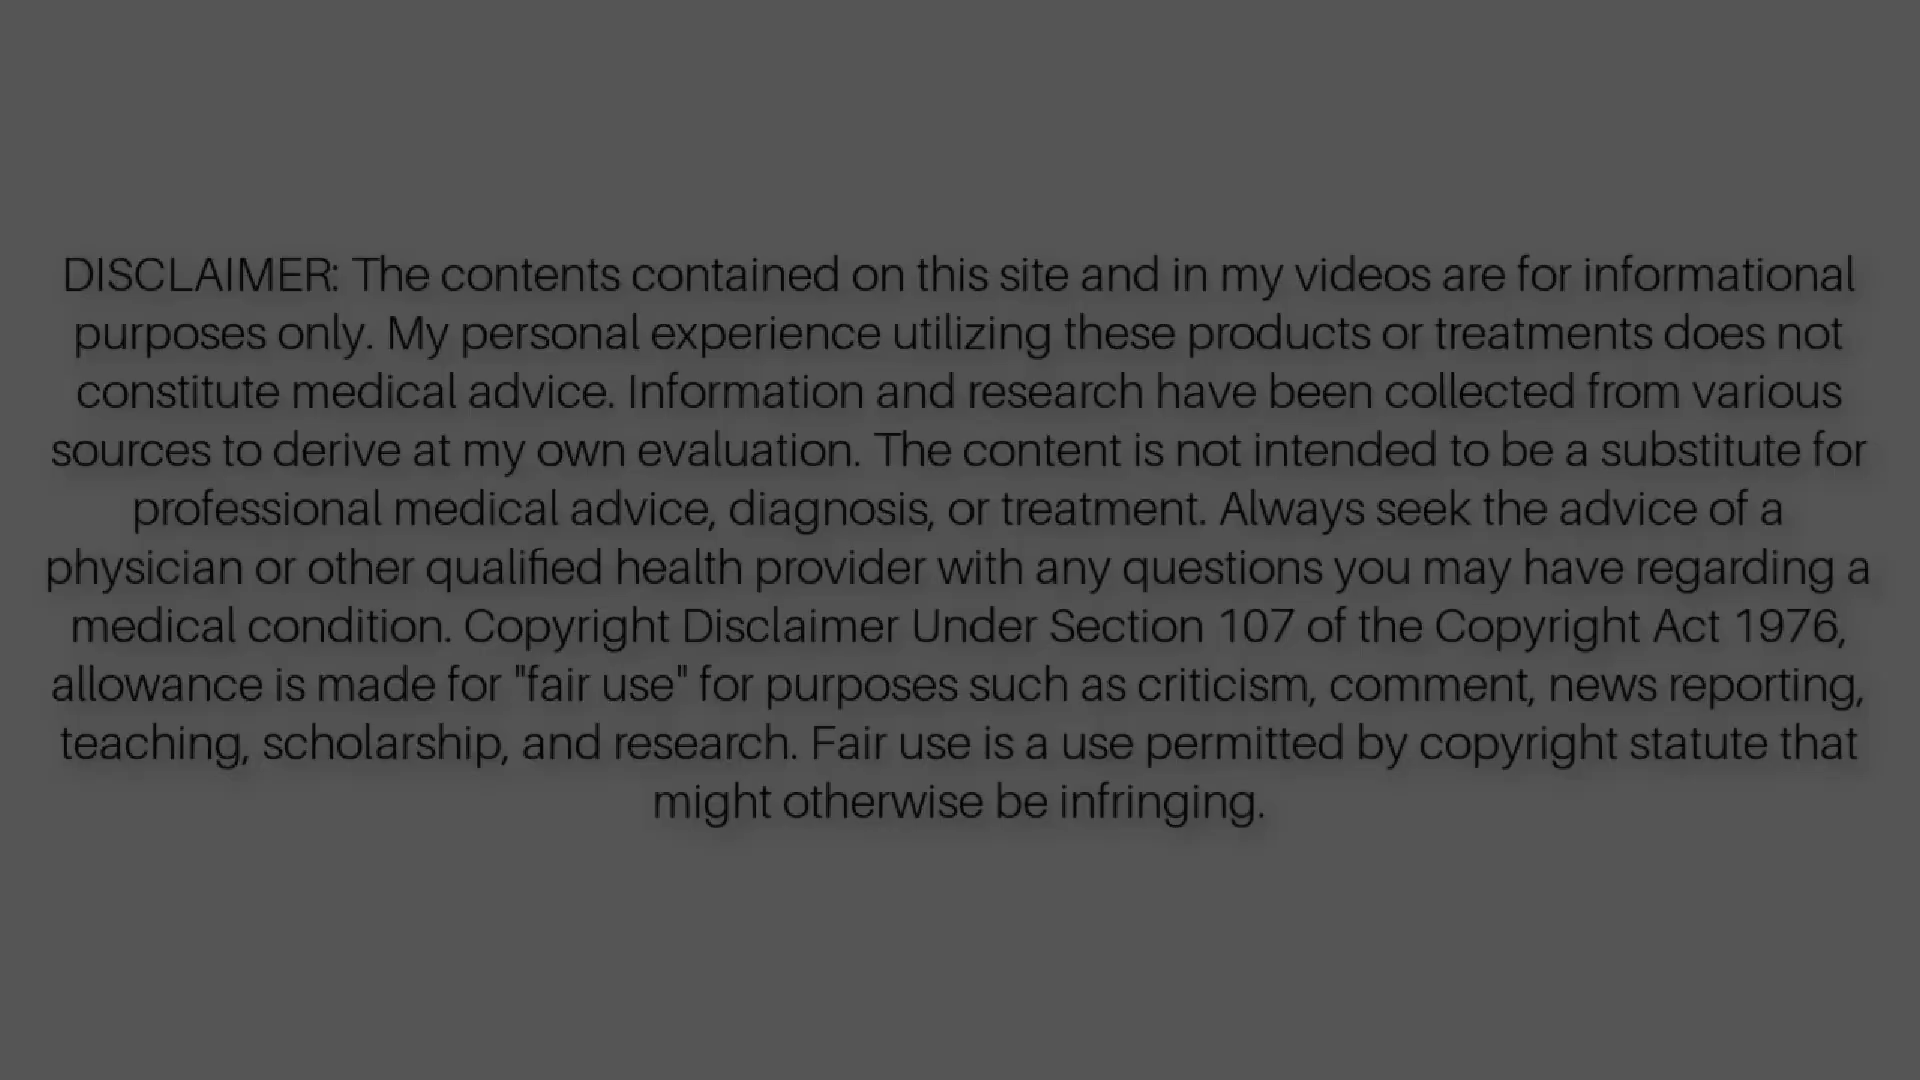 DISCLAIMER: The contents contained on this site and in my videos are for informational
purposes only. My personal experience utilizing these products or treatments does not
constitute medical advice. Information and research have been collected from various
sources to derive at my own evaluation. The content is not intended to be a substitute for
professional medical advice, diagnosis, or treatment. Always seek the advice of a
physician or other qualified health provider with any questions you may have regarding a
medical condition. Copyright Disclaimer Under Section 107 of the Copyright Act 1976,
allowance is made for "fair use" for purposes such as criticism, comment, news reporting,
teaching, scholarship, and research. Fair use is a use permitted by copyright statute that
might otherwise be infringing.